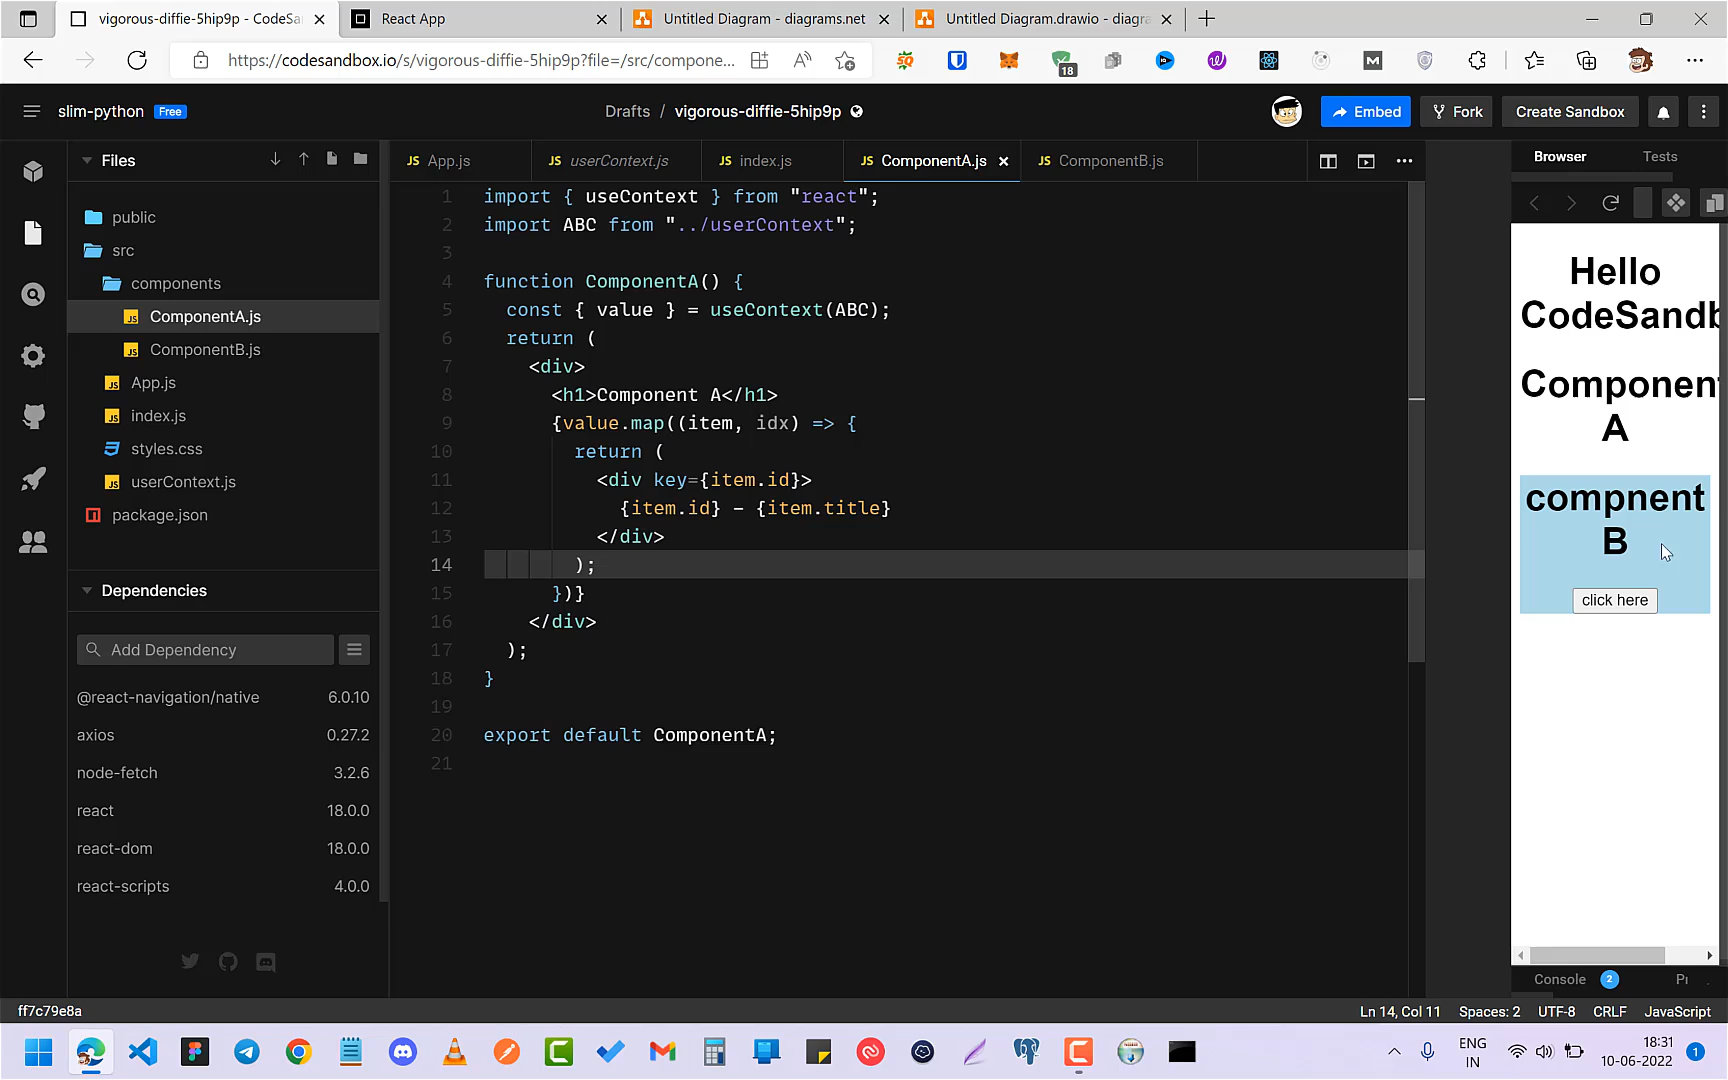 vigorous-diffie-5hip9p - CodeSa
React App
Untitled Diagram - diagrams.net
Untitled Diagram.drawio - diagra
https://codesandbox.io/s/vigorous-diffie-5hip9p?file=/src/compone...
18
slim-python
Free
Drafts / vigorous-diffie-5hip9p
Embed
Fork
Create Sandbox
Files
public
src
components
ComponentA.js
ComponentB.js
App.js
index.js
styles.css
userContext.js
package.json
Dependencies
Add Dependency
@react-navigation/native 6.0.10
axios 0.27.2
node-fetch 3.2.6
react 18.0.0
react-dom 18.0.0
react-scripts 4.0.0
JS App.js
JS userContext.js
JS index.js
JS ComponentA.js
JS ComponentB.js
1 import { useContext } from "react";
2 import ABC from "../userContext";
3
4 function ComponentA() {
5 const { value } = useContext(ABC);
6 return (
7 <div>
8 <h1>Component A</h1>
9 {value.map((item, idx) => {
10 return (
11 <div key={item.id}>
12 {item.id} - {item.title}
13 </div>
14 );
15 })}
16 </div>
17 );
18 }
19
20 export default ComponentA;
21
Browser
Tests
Hello
CodeSandb
Component
A
compnent
B
click here
Console 2
ff7c79e8a
Ln 14, Col 11
Spaces: 2
UTF-8
CRLF
JavaScript
ENG
IN
18:31
10-06-2022
1